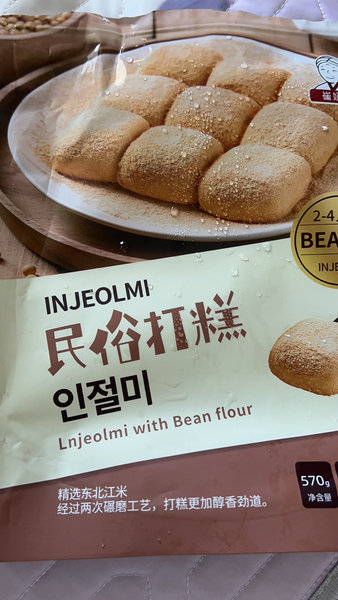 2-4
BEA
INJE
INJEOLMI
民俗打糕
인절미
Lnjeolmi with Bean flour
精选东北江米
经过两次碾磨工艺，打糕更加醇香劲道。
570g
净含量